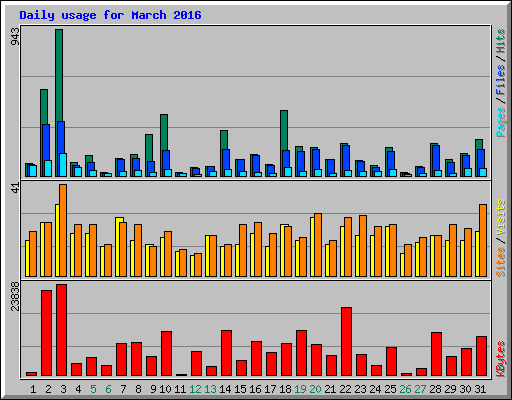 Daily usage for March 2016
943
Pages / Files / Hits
41
Sites / Visits
23838
KBytes
1 2 3 4 5 6 7 8 9 10 11 12 13 14 15 16 17 18 19 20 21 22 23 24 25 26 27 28 29 30 31